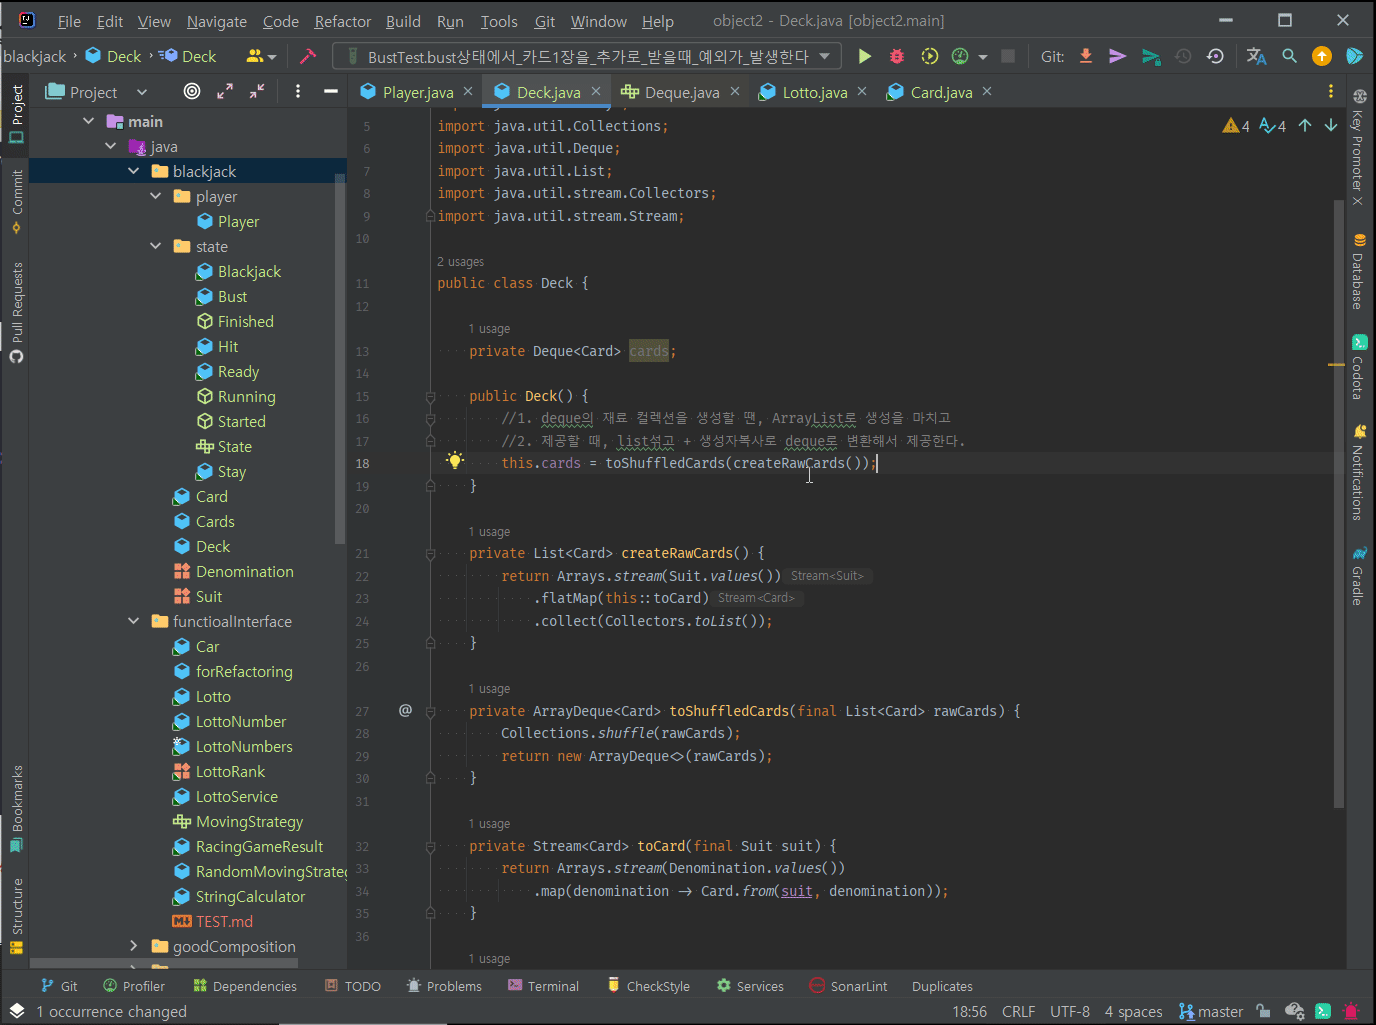 File Edit View Navigate Code Refactor Build Run Tools Git Window Help object2 - Deck.java [object2.main]
blackjack Deck Deck BustTest.bust상태에서_카드1장을_추가로_받을때_예외가_발생한다 Git:
Project Player.java Deck.java Deque.java Lotto.java Card.java
Project
Commit
Pull Requests
Bookmarks
Structure
main
java
blackjack
player
Player
state
Blackjack
Bust
Finished
Hit
Ready
Running
Started
State
Stay
Card
Cards
Deck
Denomination
Suit
functioalInterface
Car
forRefactoring
Lotto
LottoNumber
LottoNumbers
LottoRank
LottoService
MovingStrategy
RacingGameResult
RandomMovingStrate
StringCalculator
TEST.md
goodComposition
4 4
5 import java.util.Collections;
6 import java.util.Deque;
7 import java.util.List;
8 import java.util.stream.Collectors;
9 import java.util.stream.Stream;
10
2 usages
11 public class Deck {
12
1 usage
13 private Deque<Card> cards;
14
15 public Deck() {
16 //1. deque의 재료 컬렉션을 생성할 땐, ArrayList로 생성을 마치고
17 //2. 제공할 때, list섞고 + 생성자복사로 deque로 변환해서 제공한다.
18 this.cards = toShuffledCards(createRawCards());
19 }
20
1 usage
21 private List<Card> createRawCards() {
22 return Arrays.stream(Suit.values()) Stream<Suit>
23 .flatMap(this::toCard) Stream<Card>
24 .collect(Collectors.toList());
25 }
26
1 usage
27 @ private ArrayDeque<Card> toShuffledCards(final List<Card> rawCards) {
28 Collections.shuffle(rawCards);
29 return new ArrayDeque<>(rawCards);
30 }
31
1 usage
32 private Stream<Card> toCard(final Suit suit) {
33 return Arrays.stream(Denomination.values())
34 .map(denomination -> Card.from(suit, denomination));
35 }
36
1 usage
Key Promoter X
Database
Codota
Notifications
Gradle
Git Profiler Dependencies TODO Problems Terminal CheckStyle Services SonarLint Duplicates
1 occurrence changed 18:56 CRLF UTF-8 4 spaces master